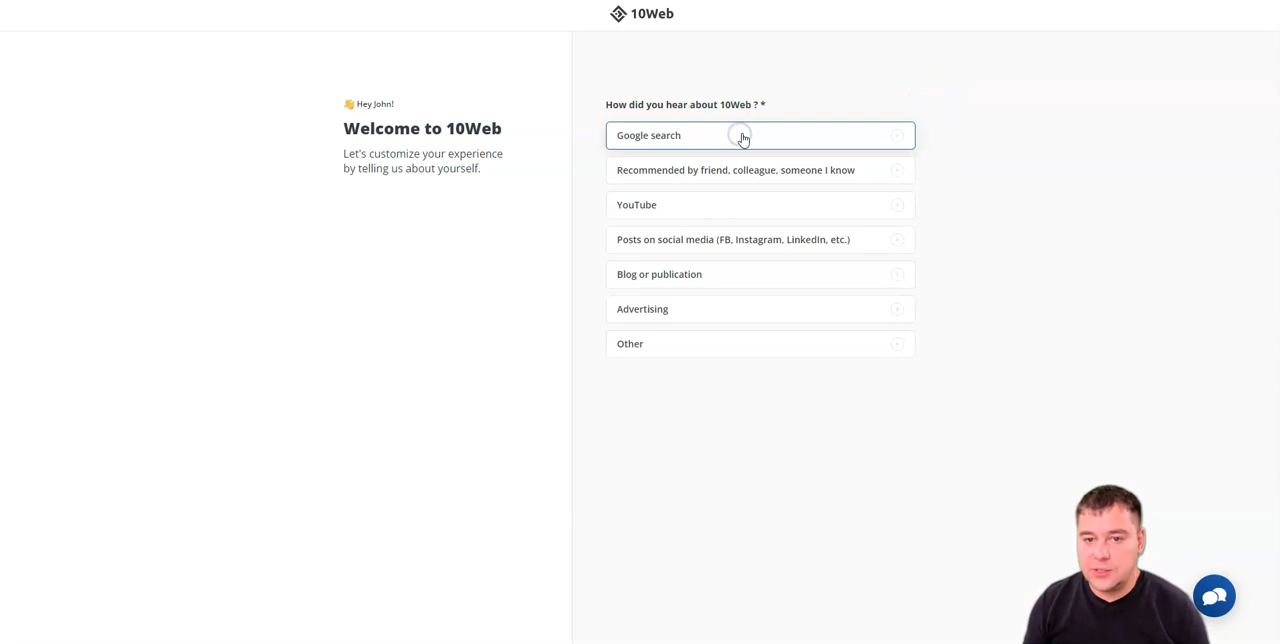 10Web
👋 Hey John!
Welcome to 10Web
Let's customize your experience
by telling us about yourself.
How did you hear about 10Web ? *
Google search
Recommended by friend, colleague, someone I know
YouTube
Posts on social media (FB, Instagram, LinkedIn, etc.)
Blog or publication
Advertising
Other